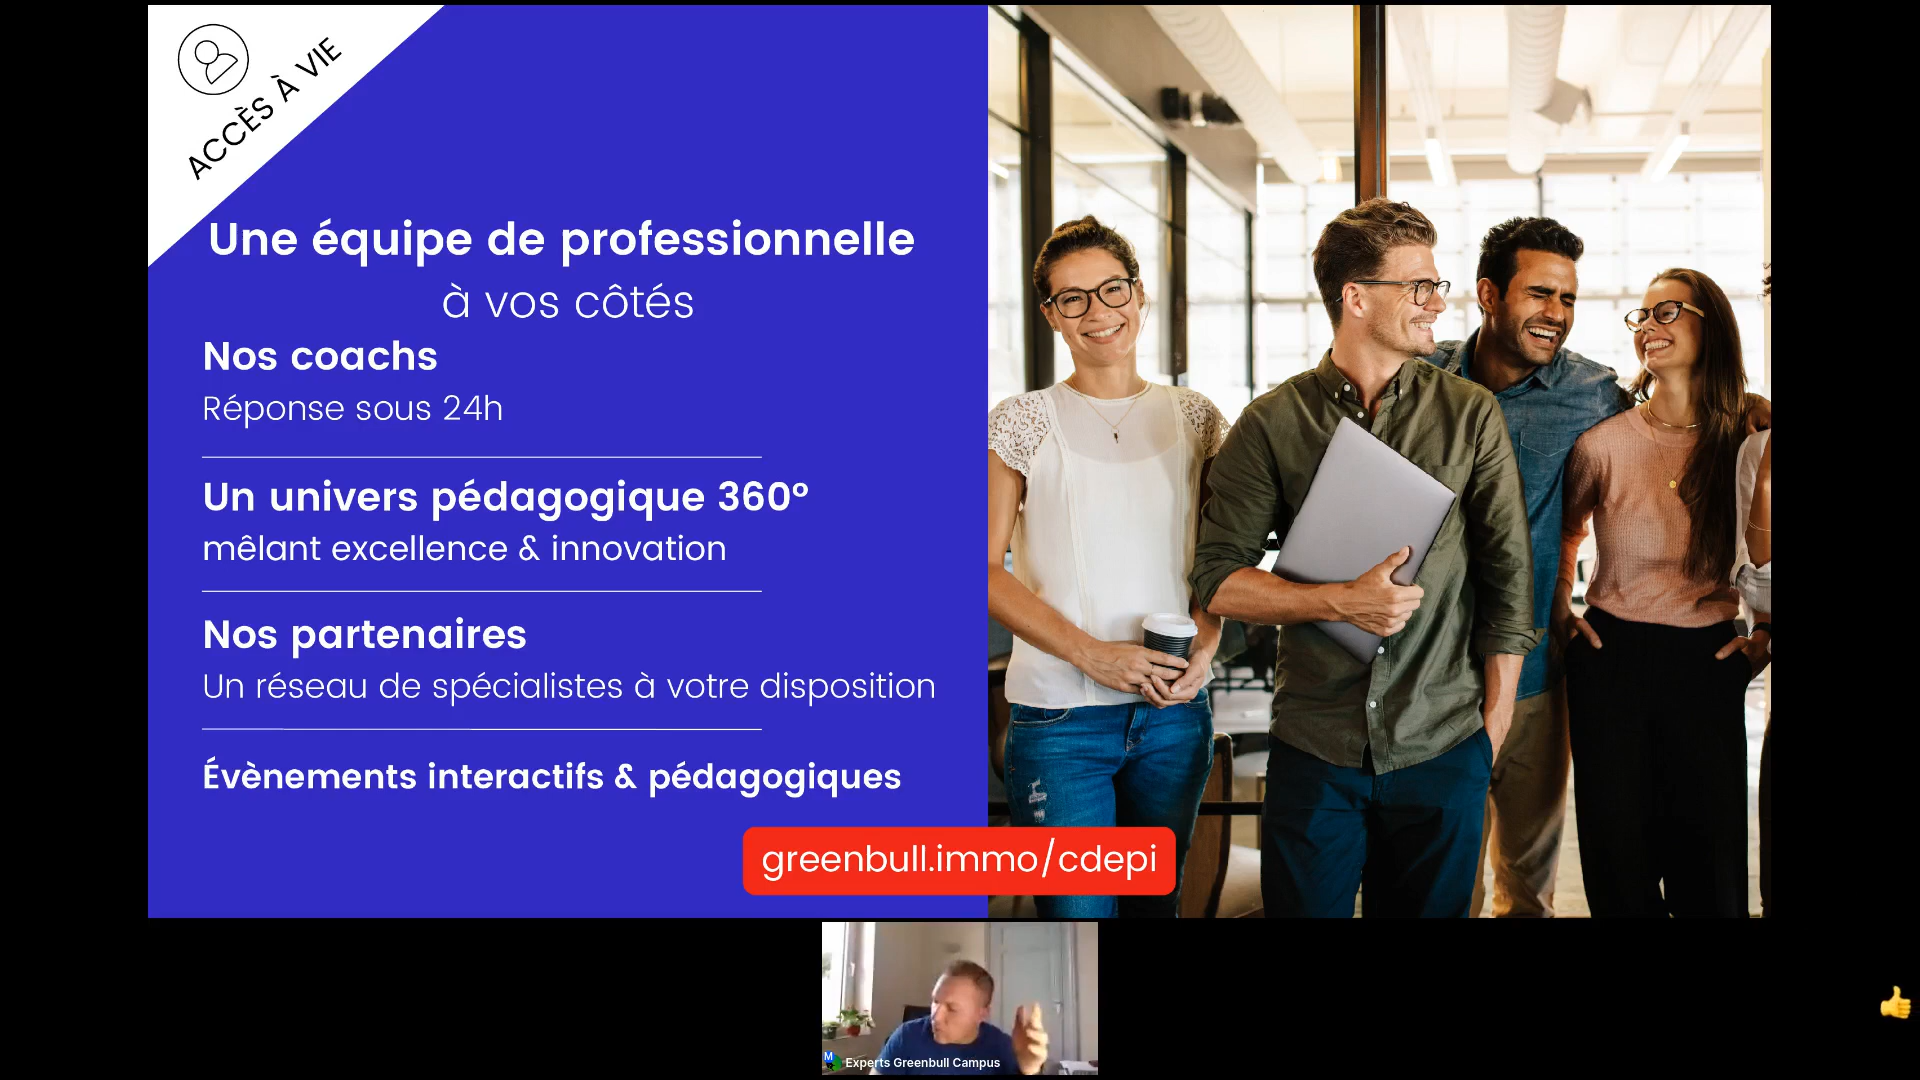 ACCÈS À VIE
Une équipe de professionnelle
à vos côtés
Nos coachs
Réponse sous 24h
Un univers pédagogique 360°
mêlant excellence & innovation
Nos partenaires
Un réseau de spécialistes à votre disposition
Évènements interactifs & pédagogiques
greenbull.immo/cdepi
M
Experts Greenbull Campus